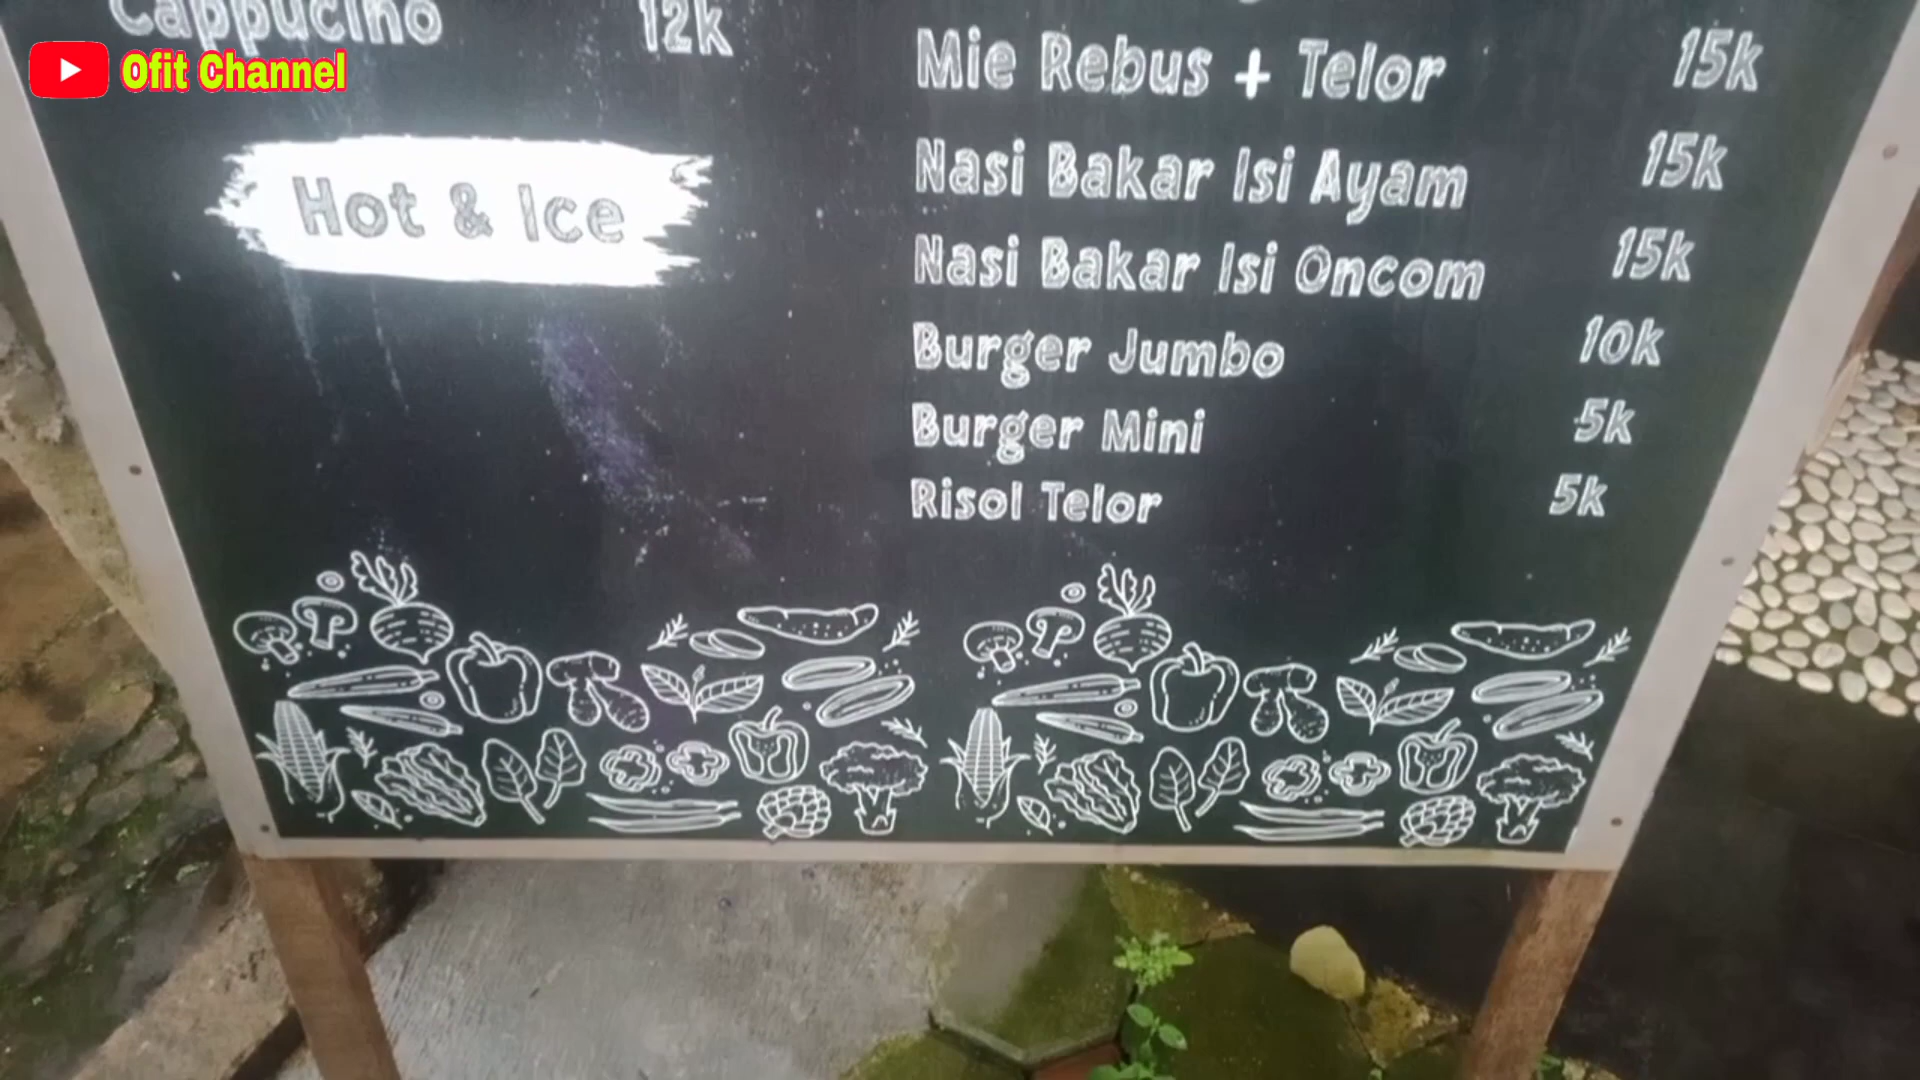 Cappucino 12k
Ofit Channel
Hot & Ice
Mie Rebus + Telor 15k
Nasi Bakar Isi Ayam 15k
Nasi Bakar Isi Oncom 15k
Burger Jumbo 10k
Burger Mini 5k
Risol Telor 5k